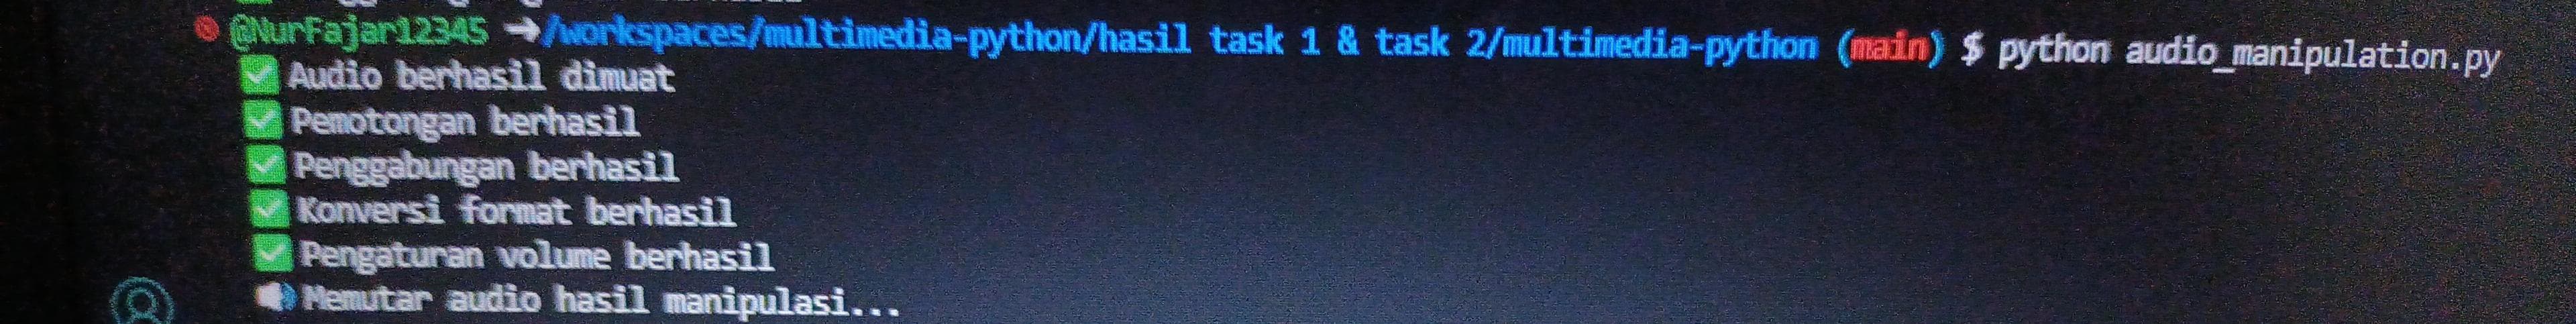 @NurFajar12345 ➜/workspaces/multimedia-python/hasil task 1 & task 2/multimedia-python (main) $ python audio_manipulation.py
✅ Audio berhasil dimuat
✅ Pemotongan berhasil
✅ Penggabungan berhasil
✅ Konversi format berhasil
✅ Pengaturan volume berhasil
🔊 Memutar audio hasil manipulasi...